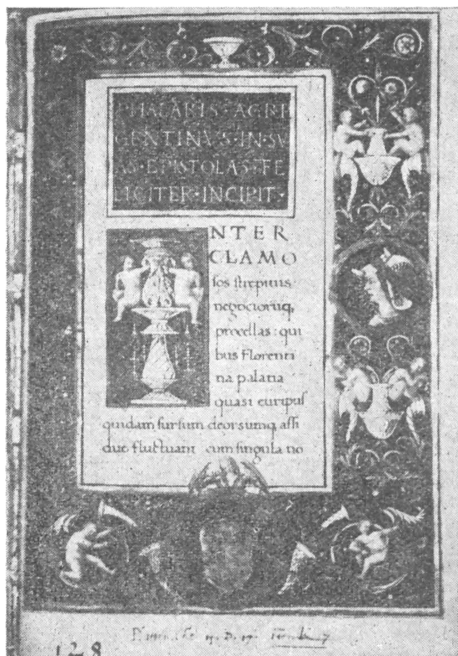 PHALARIS · AGRI
GENTINVS · IN · SV
AS · EPISTOLAS · FE
LICITER · INCIPIT ·
NTER
CLAMO
sos strepitus
negociorūq,
procellas : qui
bus Florenti
na palatia
quasi euripus
quidam sursum deorsumq, assi
due fluctuant cum singula no
128